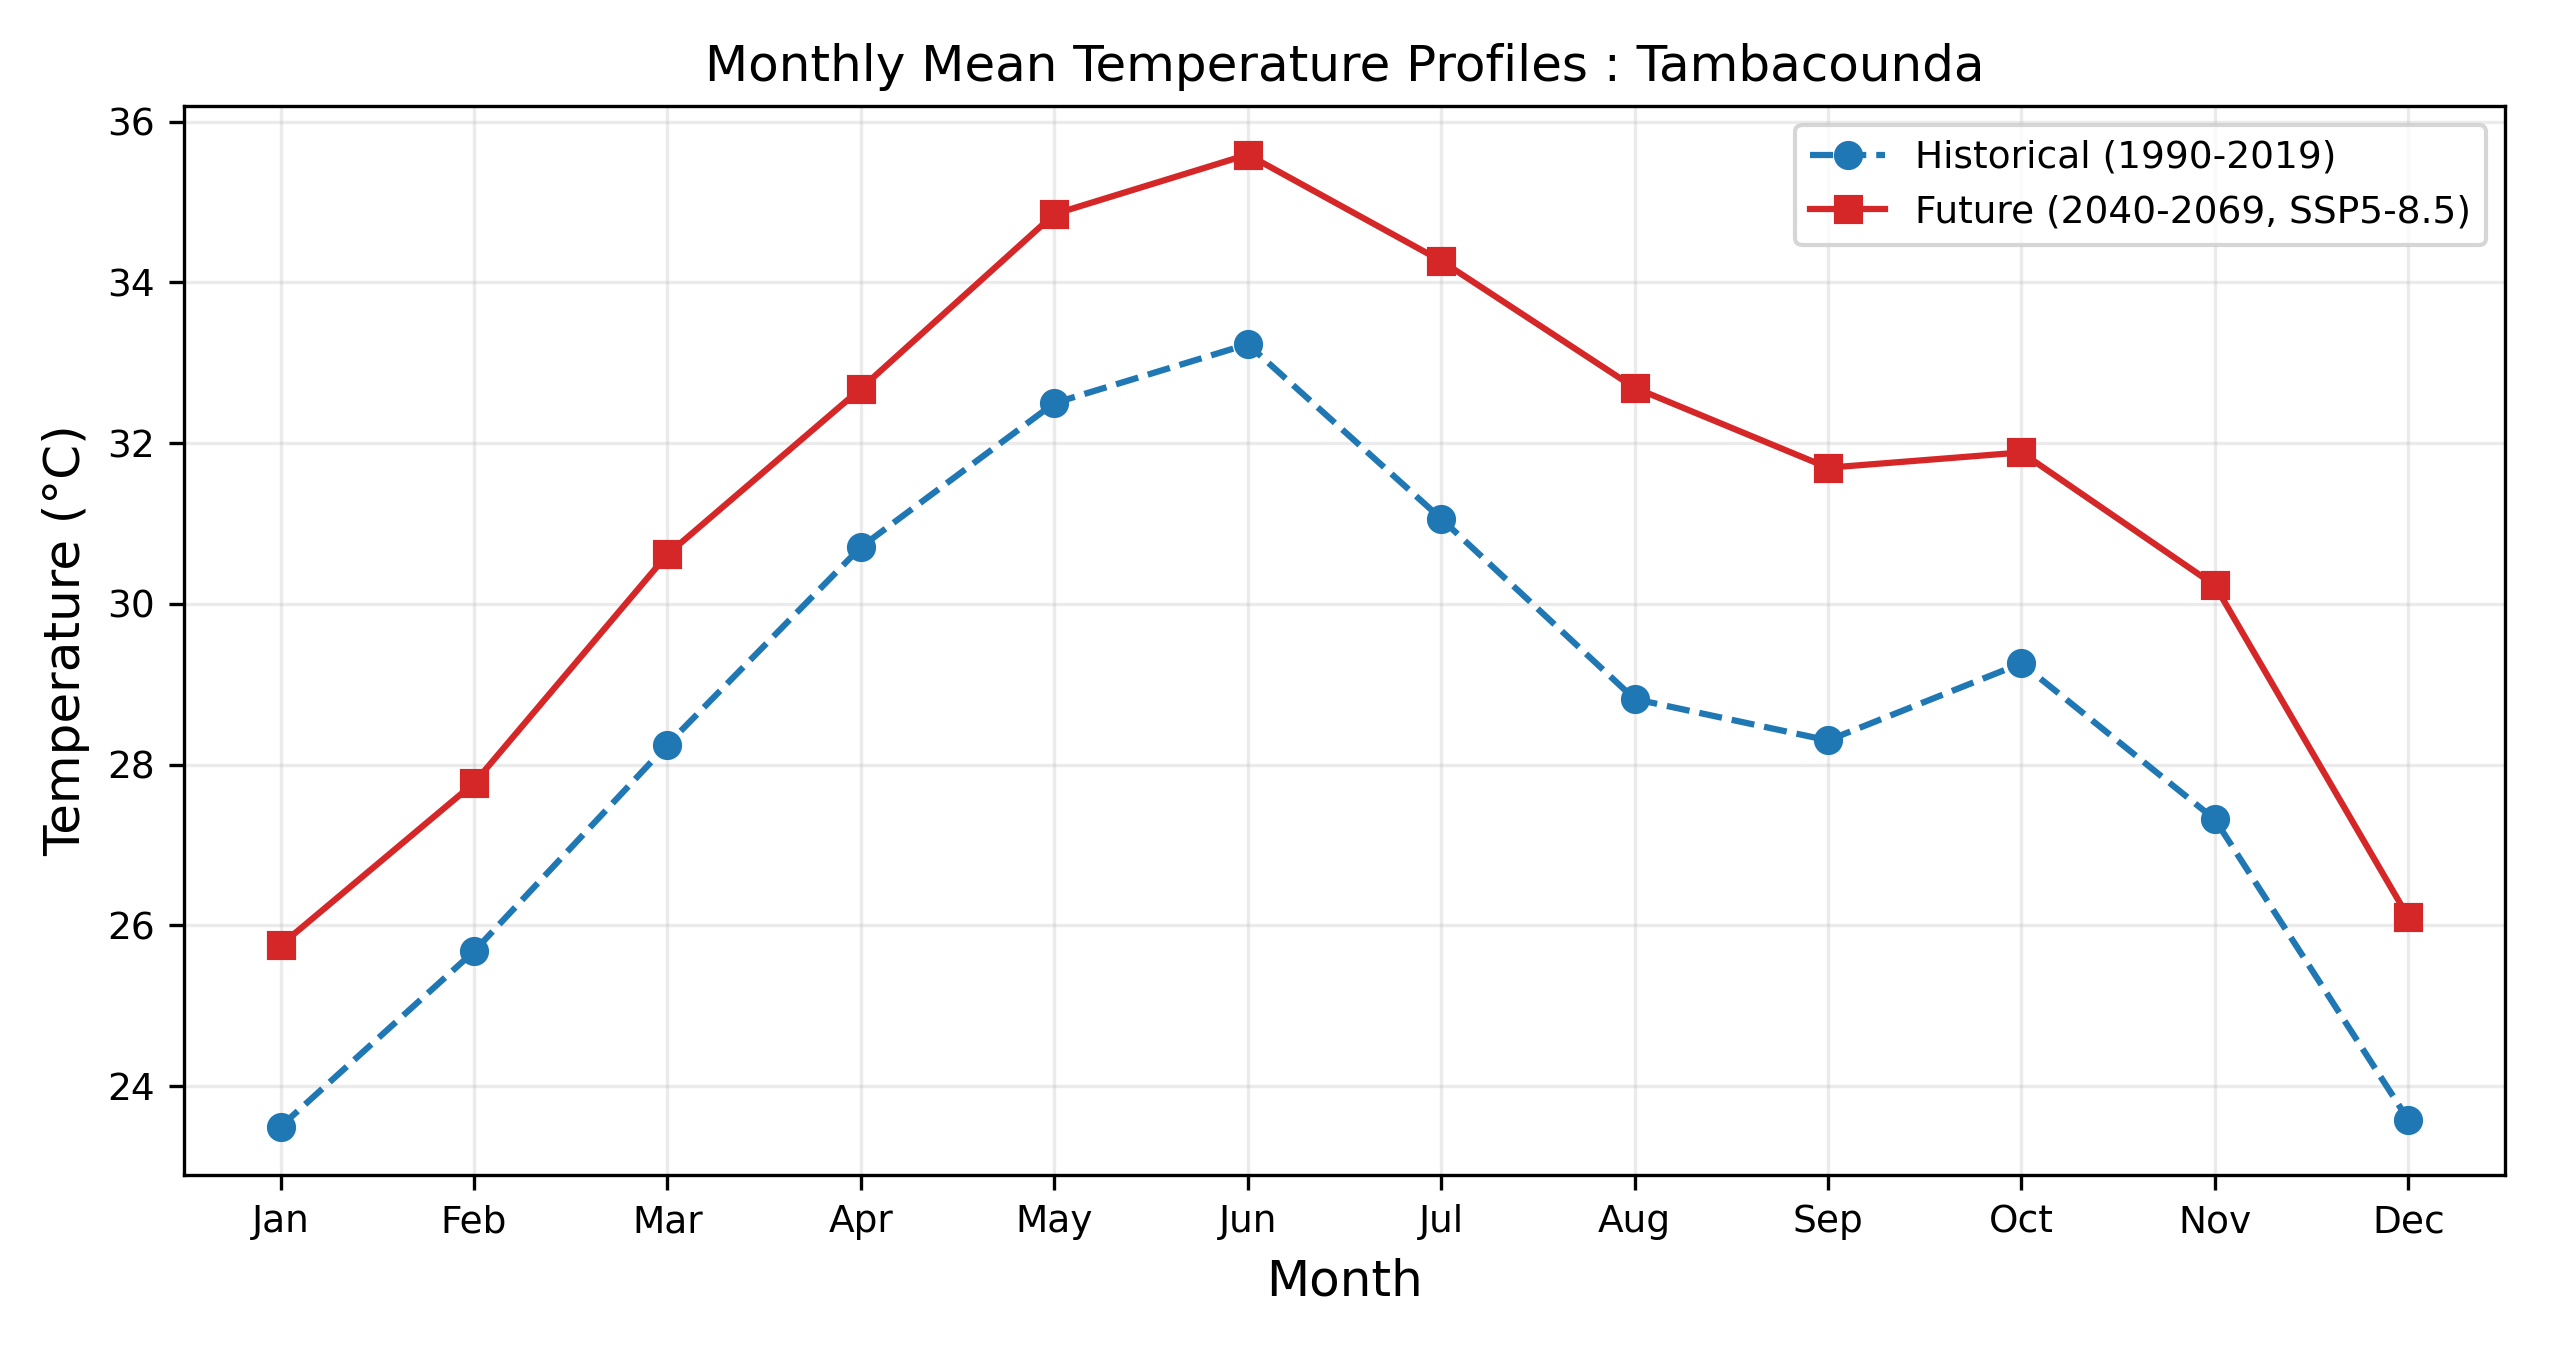 Monthly Mean Temperature Profiles : Tambacounda
Temperature (°C)
36
34
32
30
28
26
24
Historical (1990-2019)
Future (2040-2069, SSP5-8.5)
Jan Feb Mar Apr May Jun Jul Aug Sep Oct Nov Dec
Month